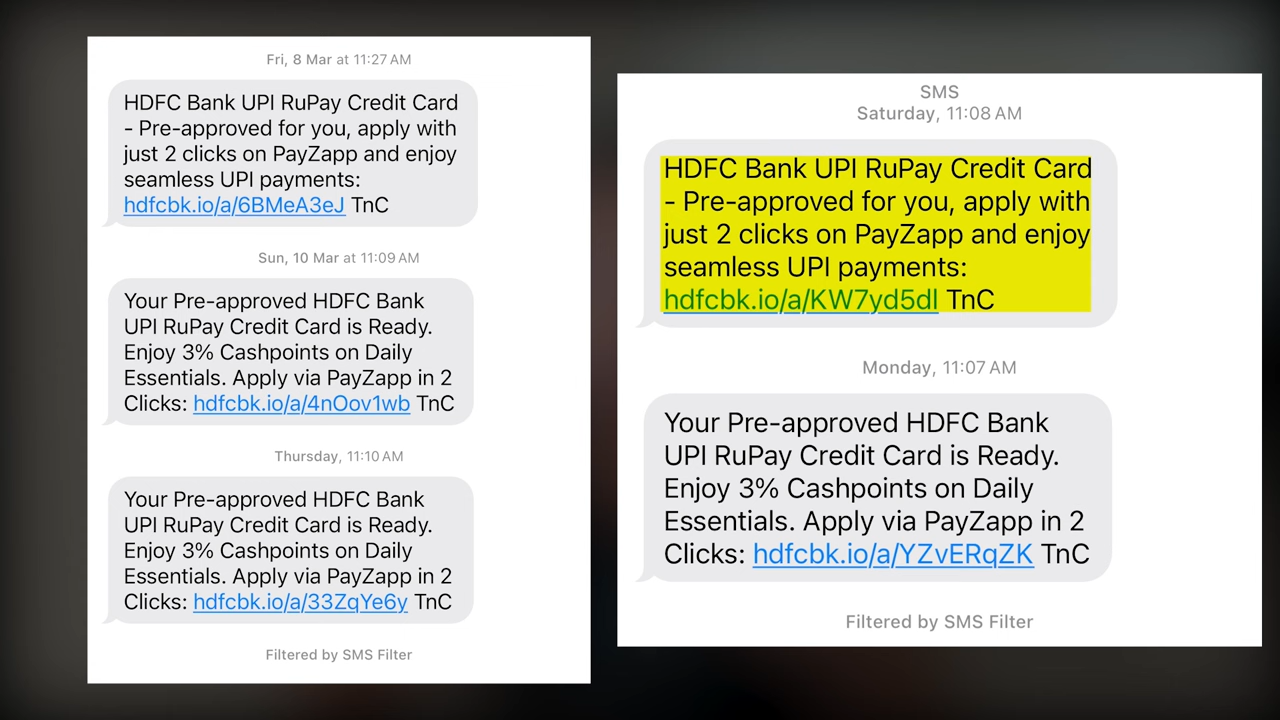 Fri, 8 Mar at 11:27 AM
HDFC Bank UPI RuPay Credit Card
- Pre-approved for you, apply with
just 2 clicks on PayZapp and enjoy
seamless UPI payments:
hdfcbk.io/a/6BMeA3eJ TnC
Sun, 10 Mar at 11:09 AM
Your Pre-approved HDFC Bank
UPI RuPay Credit Card is Ready.
Enjoy 3% Cashpoints on Daily
Essentials. Apply via PayZapp in 2
Clicks: hdfcbk.io/a/4nOov1wb TnC
Thursday, 11:10 AM
Your Pre-approved HDFC Bank
UPI RuPay Credit Card is Ready.
Enjoy 3% Cashpoints on Daily
Essentials. Apply via PayZapp in 2
Clicks: hdfcbk.io/a/33ZqYe6y TnC
Filtered by SMS Filter
SMS
Saturday, 11:08 AM
HDFC Bank UPI RuPay Credit Card
- Pre-approved for you, apply with
just 2 clicks on PayZapp and enjoy
seamless UPI payments:
hdfcbk.io/a/KW7yd5dl TnC
Monday, 11:07 AM
Your Pre-approved HDFC Bank
UPI RuPay Credit Card is Ready.
Enjoy 3% Cashpoints on Daily
Essentials. Apply via PayZapp in 2
Clicks: hdfcbk.io/a/YZvERqZK TnC
Filtered by SMS Filter